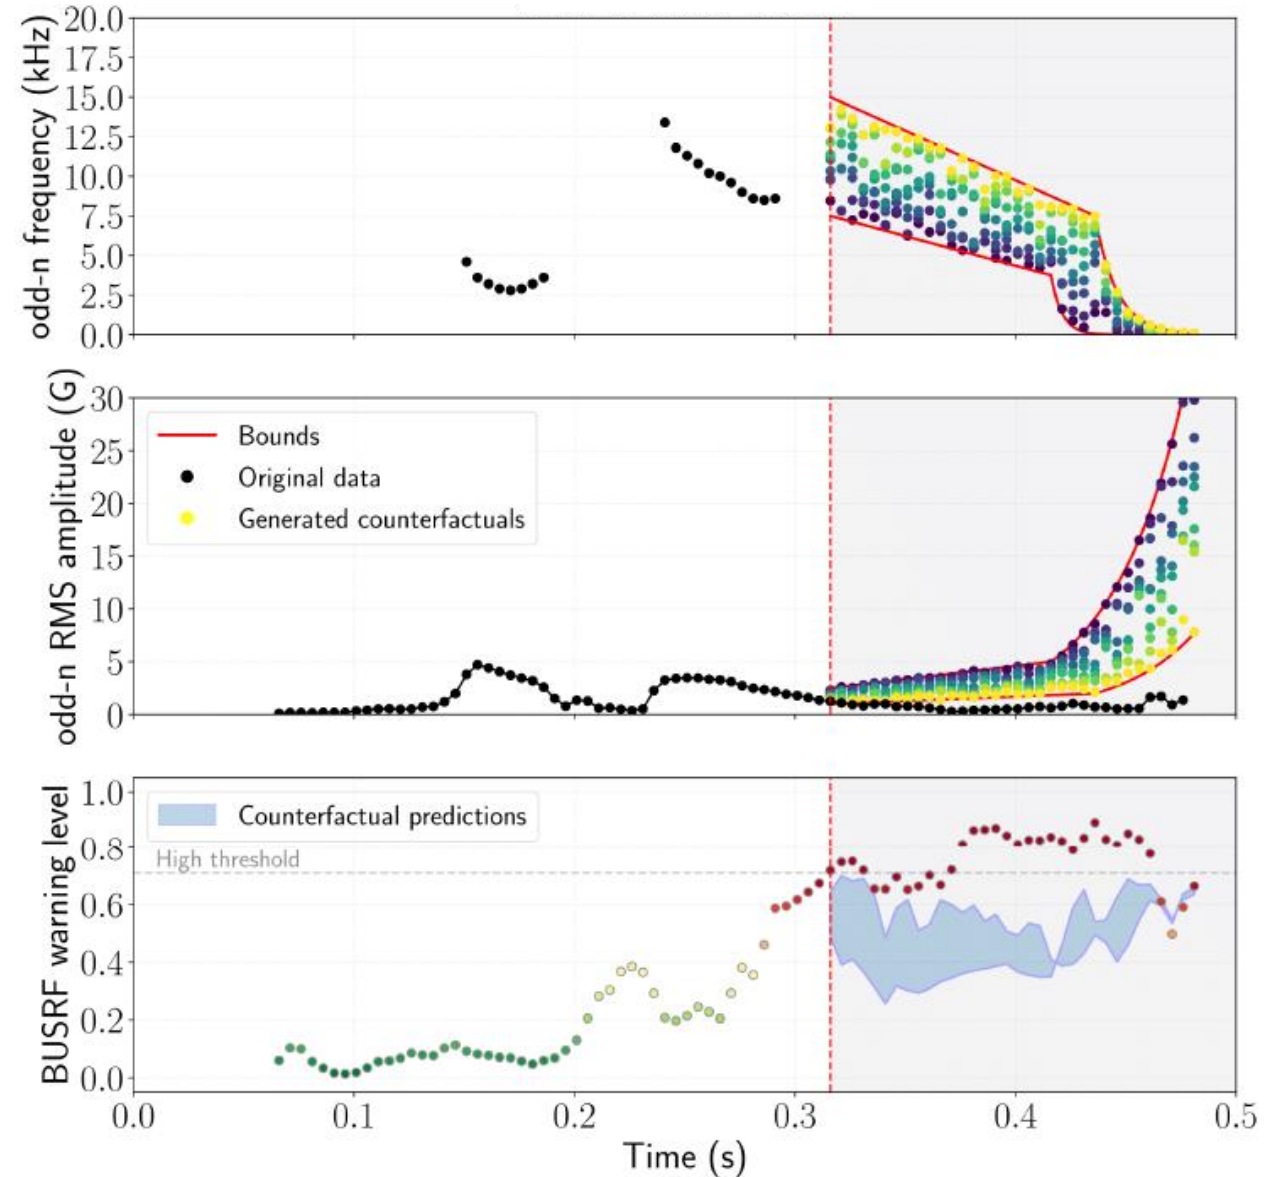 odd-n frequency (kHz)
20.0
17.5
15.0
12.5
10.0
7.5
5.0
2.5
0.0
odd-n RMS amplitude (G)
30
25
20
15
10
5
0
Bounds
Original data
Generated counterfactuals
BUSRF warning level
1.0
0.8
0.6
0.4
0.2
0.0
Counterfactual predictions
High threshold
0.0 0.1 0.2 0.3 0.4 0.5
Time (s)